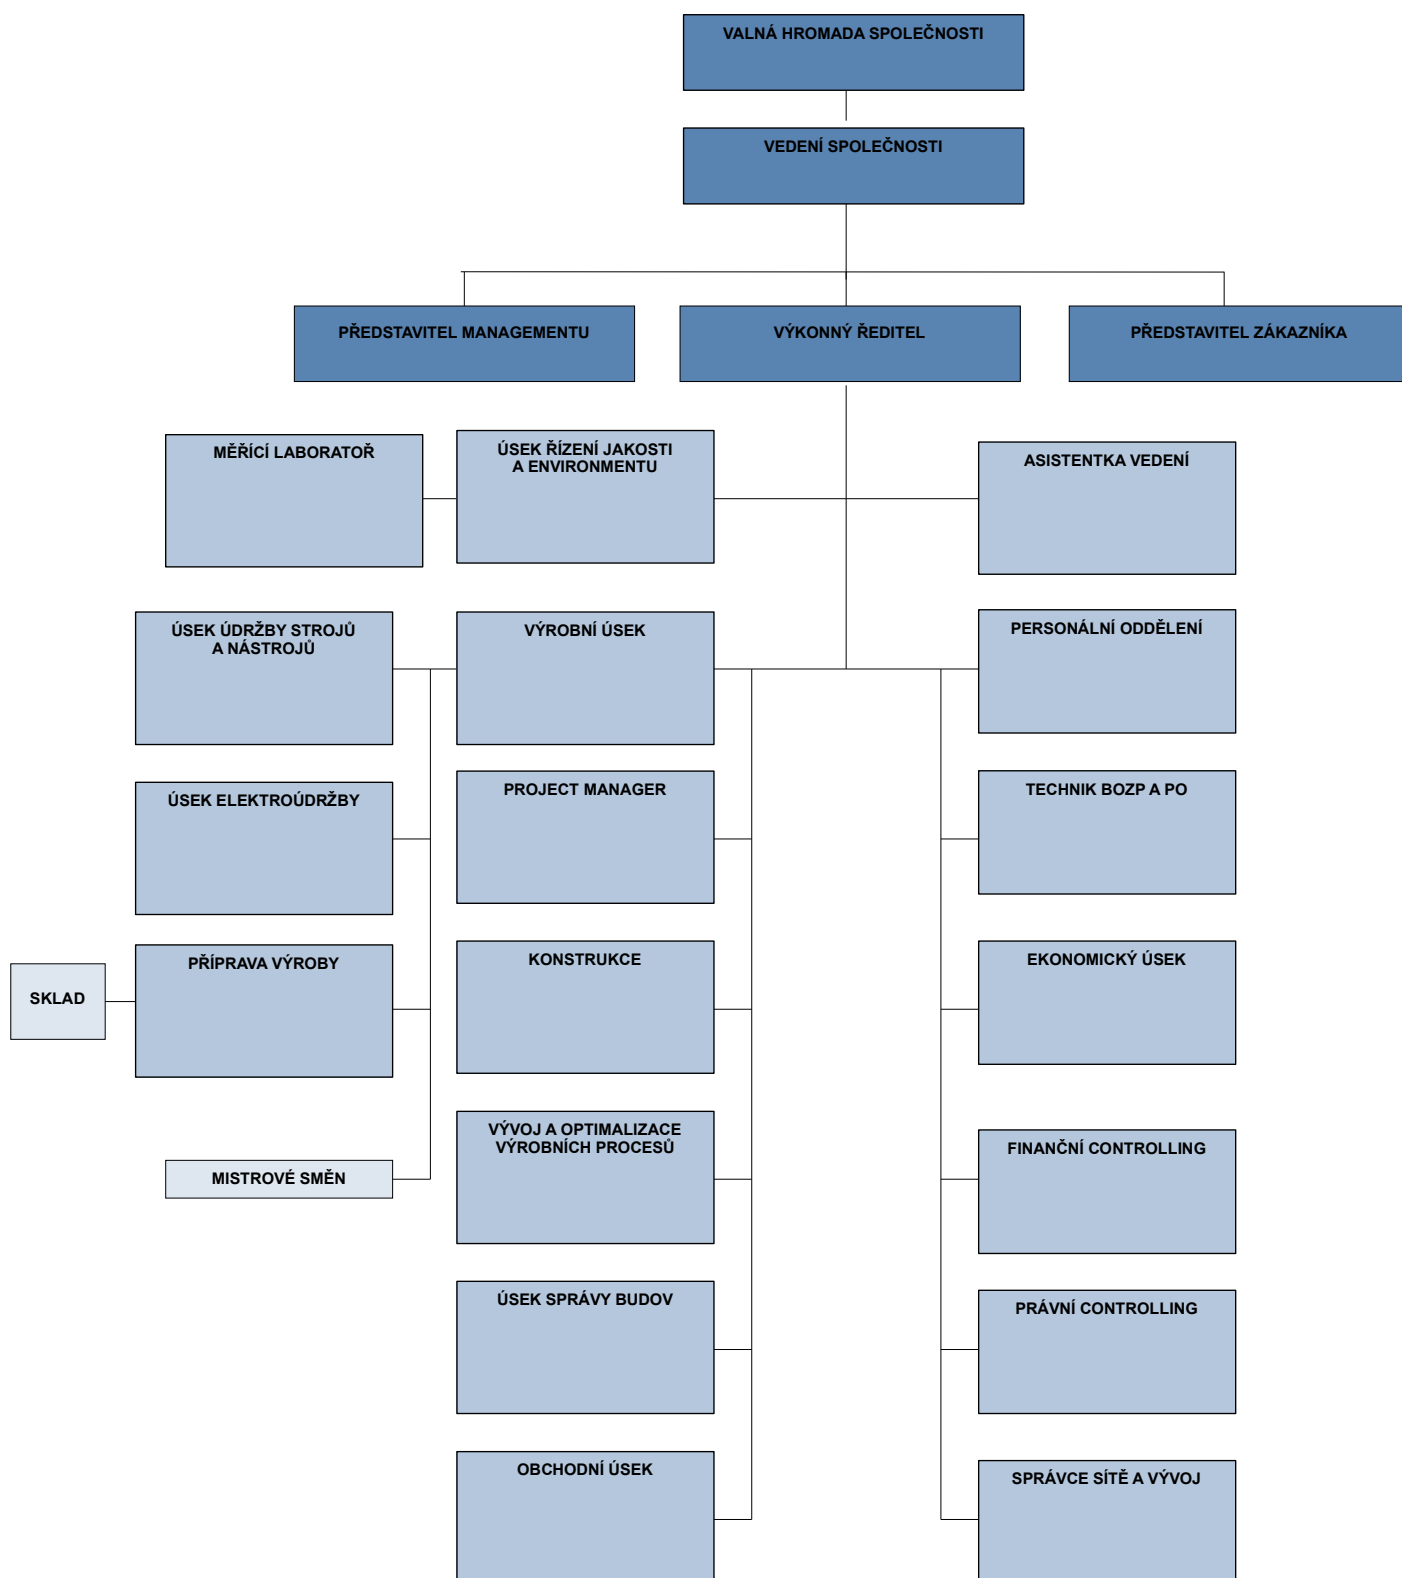 VALNÁ HROMADA SPOLEČNOSTI
VEDENÍ SPOLEČNOSTI
PŘEDSTAVITEL MANAGEMENTU
VÝKONNÝ ŘEDITEL
PŘEDSTAVITEL ZÁKAZNÍKA
MĚŘÍCÍ LABORATOŘ
ÚSEK ŘÍZENÍ JAKOSTI
A ENVIRONMENTU
ASISTENTKA VEDENÍ
ÚSEK ÚDRŽBY STROJŮ
A NÁSTROJŮ
VÝROBNÍ ÚSEK
PERSONÁLNÍ ODDĚLENÍ
ÚSEK ELEKTROÚDRŽBY
PROJECT MANAGER
TECHNIK BOZP A PO
SKLAD
PŘÍPRAVA VÝROBY
KONSTRUKCE
EKONOMICKÝ ÚSEK
MISTROVÉ SMĚN
VÝVOJ A OPTIMALIZACE
VÝROBNÍCH PROCESŮ
FINANČNÍ CONTROLLING
ÚSEK SPRÁVY BUDOV
PRÁVNÍ CONTROLLING
OBCHODNÍ ÚSEK
SPRÁVCE SÍTĚ A VÝVOJ